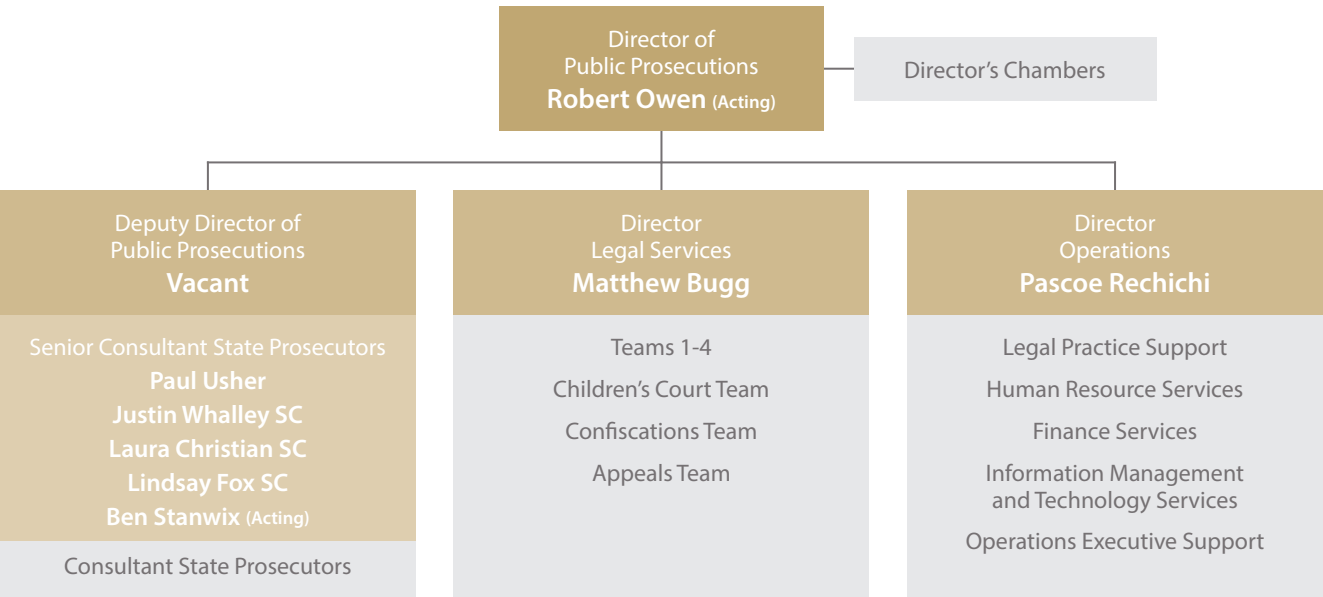 Director of
Public Prosecutions
Robert Owen (Acting)
Director’s Chambers
Deputy Director of
Public Prosecutions
Vacant
Senior Consultant State Prosecutors
Paul Usher
Justin Whalley SC
Laura Christian SC
Lindsay Fox SC
Ben Stanwix (Acting)
Consultant State Prosecutors
Director
Legal Services
Matthew Bugg
Teams 1-4
Children’s Court Team
Confiscations Team
Appeals Team
Director
Operations
Pascoe Rechichi
Legal Practice Support
Human Resource Services
Finance Services
Information Management
and Technology Services
Operations Executive Support